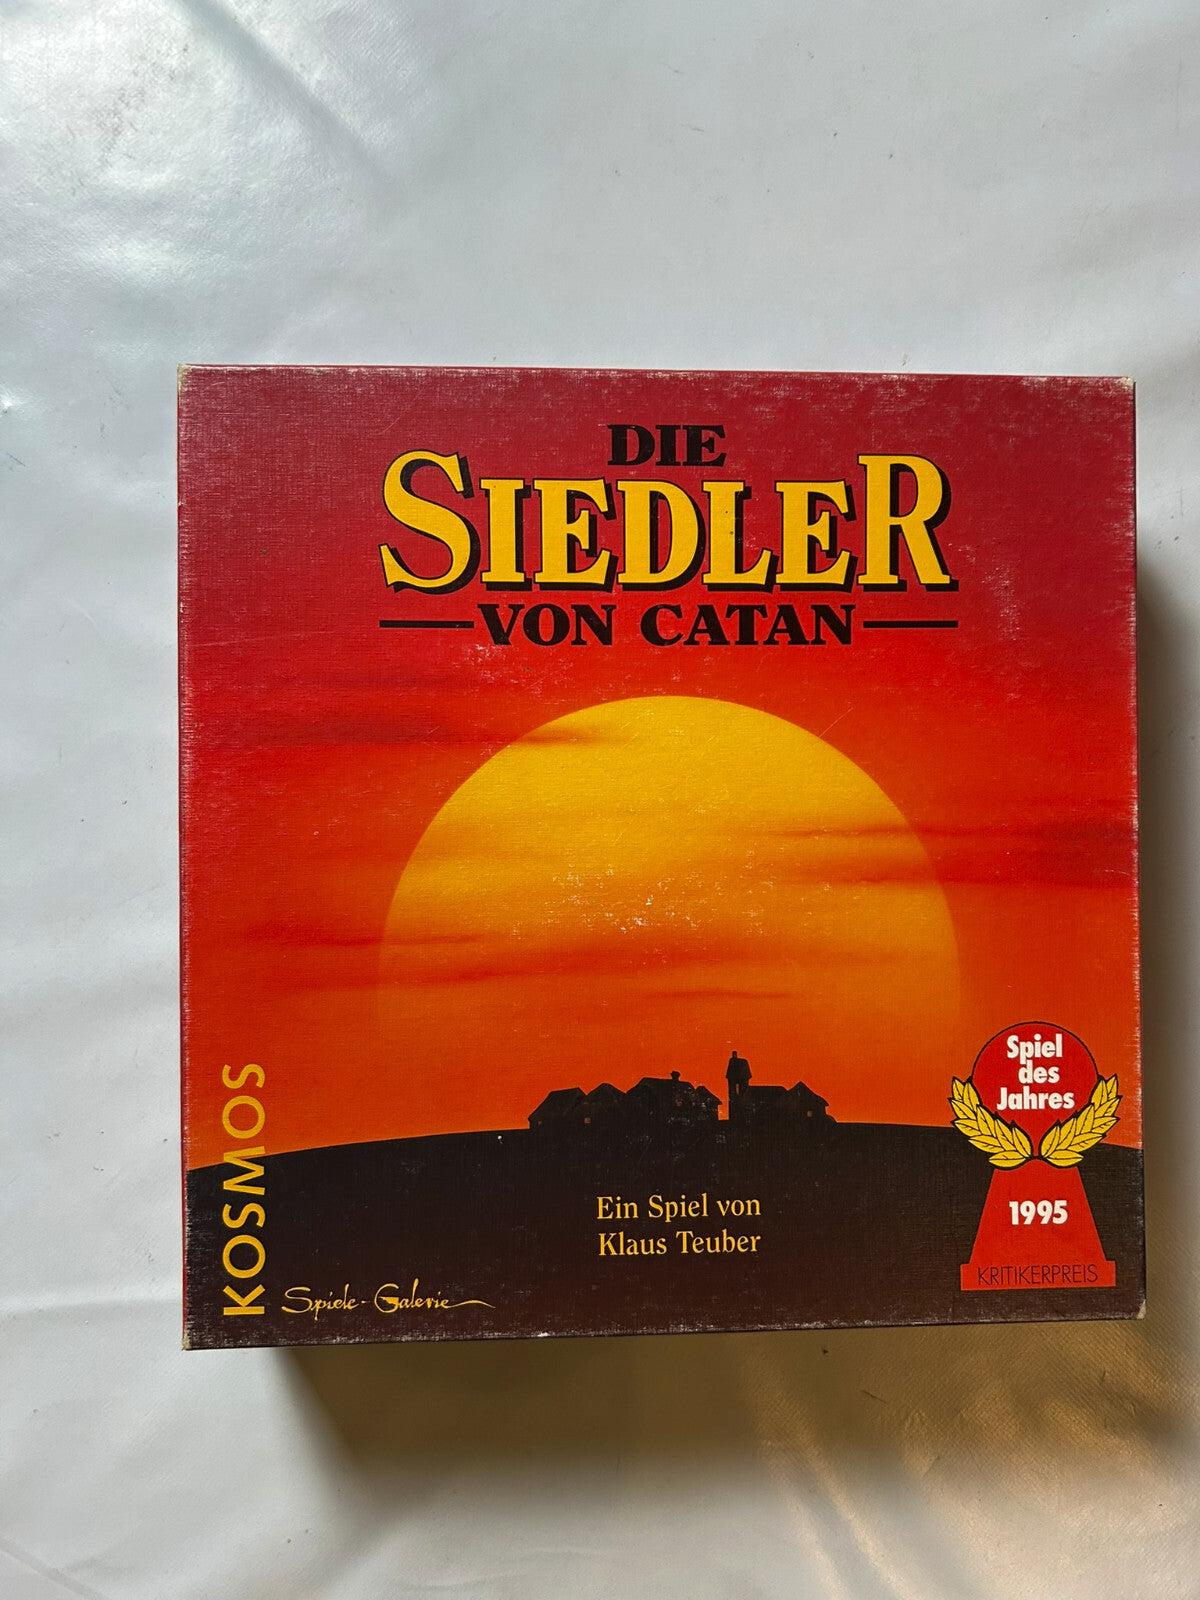 DIE
SIEDLER
VON CATAN
Spiel
des
Jahres
1995
KRITIKERPREIS
Ein Spiel von
Klaus Teuber
KOSMOS
Spiele-Galerie